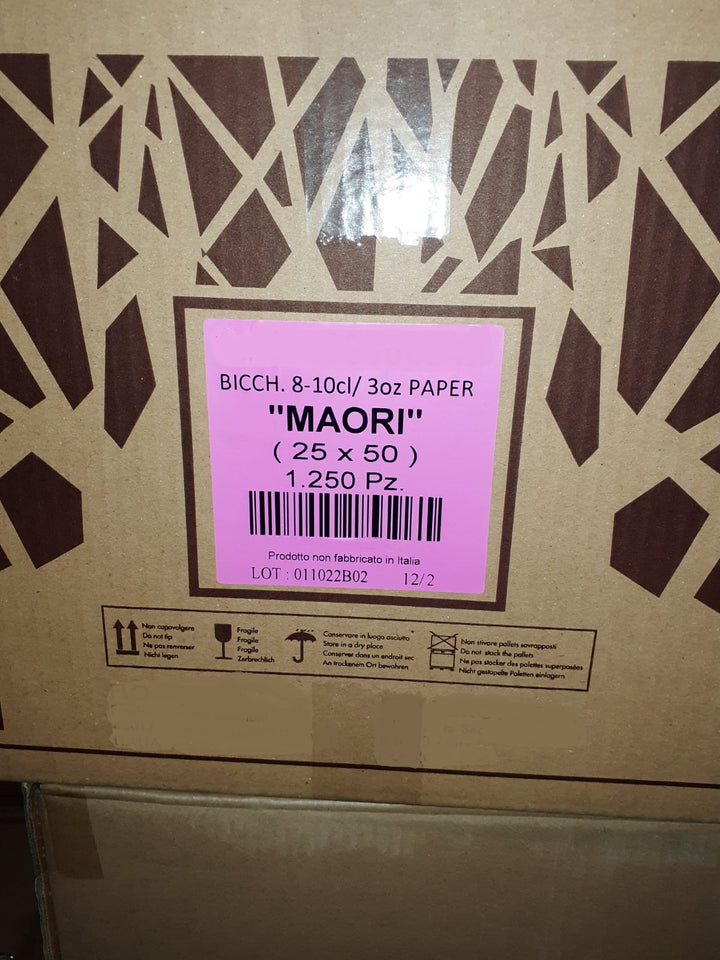 BICCH. 8-10cl/ 3oz PAPER
"MAORI"
( 25 x 50 )
1.250 Pz.
Prodotto non fabbricato in Italia
LOT : 011022B02 12/2
Non capovolgere
Do not tip
Ne pas renverser
Nicht legen
Fragile
Fragile
Fragile
Zerbrechlich
Conservare in luogo asciutto
Store in a dry place
Conserver dans un endroit sec
An trockenem Ort bewahren
Non stivare pallets sovrapposti
Do not stack the pallets
Ne pas stocker des palettes superposées
Nicht gestapelte Paletten einlagern